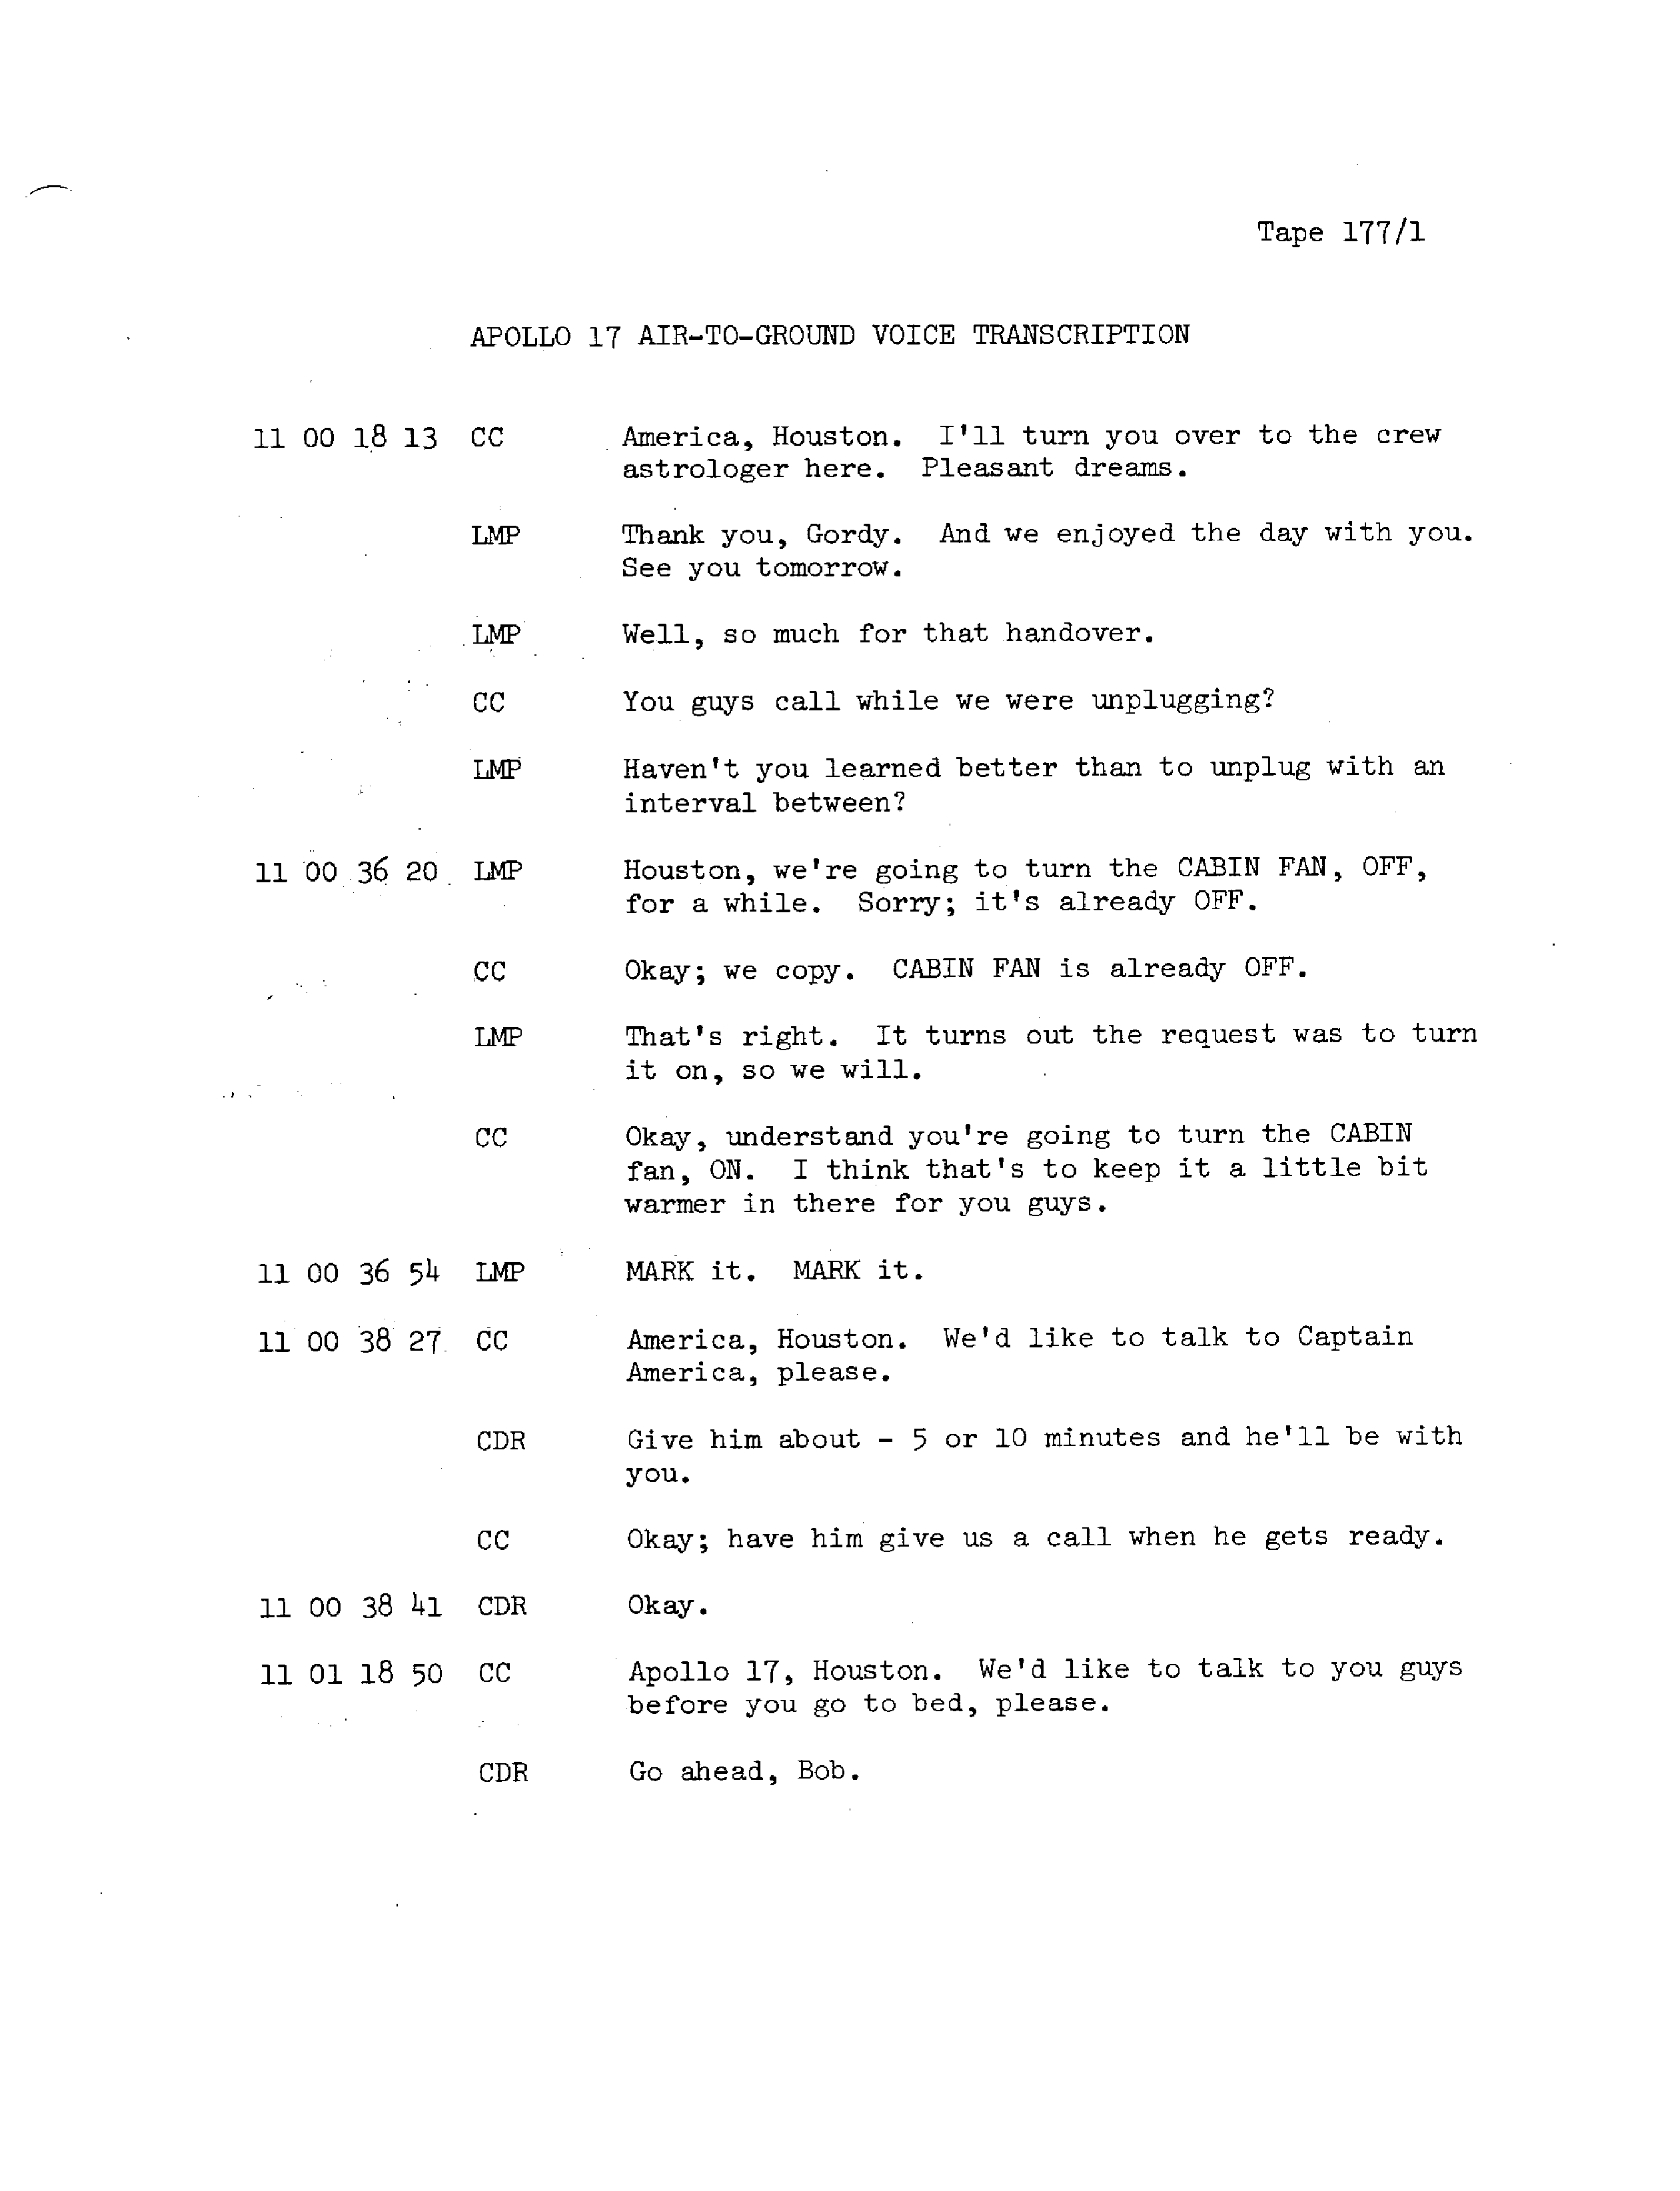 Tape 177/1
APOLLO 17 AIR-TO-GROUND VOICE TRANSCRIPTION
11 00 18 13 CC America, Houston. I'll turn you over to the crew
astrologer here. Pleasant dreams.
LMP Thank you, Gordy. And we enjoyed the day with you.
See you tomorrow.
LMP Well, so much for that handover.
CC You guys call while we were unplugging?
LMP Haven't you learned better than to unplug with an
interval between?
11 00 36 20 LMP Houston, we're going to turn the CABIN FAN, OFF,
for a while. Sorry; it's already OFF.
CC Okay; we copy. CABIN FAN is already OFF.
LMP That's right. It turns out the request was to turn
it on, so we will.
CC Okay, understand you're going to turn the CABIN
fan, ON. I think that's to keep it a little bit
warmer in there for you guys.
11 00 36 54 LMP MARK it. MARK it.
11 00 38 27 CC America, Houston. We'd like to talk to Captain
America, please.
CDR Give him about - 5 or 10 minutes and he'll be with
you.
CC Okay; have him give us a call when he gets ready.
11 00 38 41 CDR Okay.
11 01 18 50 CC Apollo 17, Houston. We'd like to talk to you guys
before you go to bed, please.
CDR Go ahead, Bob.